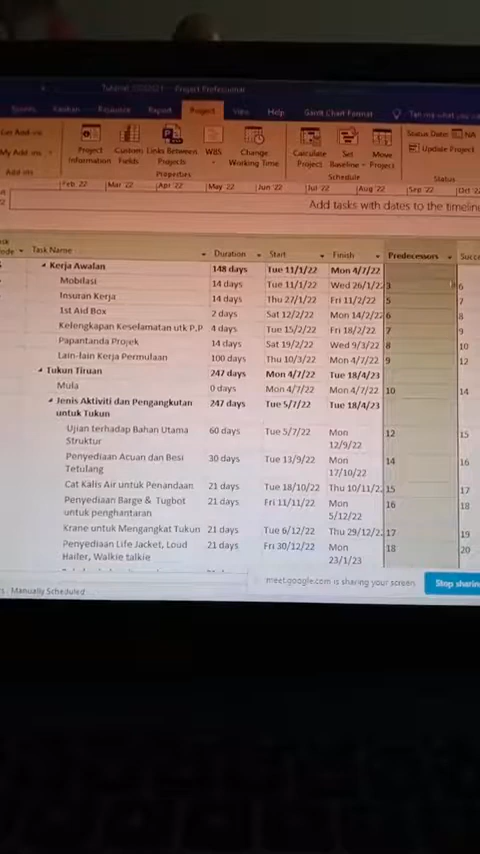 Project Professional
Resource Report Project View Help Gantt Chart Format Tell me what you
Get Add-ins
My Add-ins
Add-ins
Project Information
Custom Fields
Links Between Projects
WBS
Change Working Time
Properties
Calculate Project
Set Baseline
Move Project
Schedule
Status Date: NA
Update Project
Status
Feb '22 Mar '22 Apr '22 May '22 Jun '22 Jul '22 Aug '22 Sep '22 Oct '22
Add tasks with dates to the timeline
Task Name Duration Start Finish Predecessors Succe
Kerja Awalan 148 days Tue 11/1/22 Mon 4/7/22
Mobilasi 14 days Tue 11/1/22 Wed 26/1/22 3 6
Insuran Kerja 14 days Thu 27/1/22 Fri 11/2/22 5 7
1st Aid Box 2 days Sat 12/2/22 Mon 14/2/22 6 8
Kelengkapan Keselamatan utk P,P 4 days Tue 15/2/22 Fri 18/2/22 7 9
Papantanda Projek 14 days Sat 19/2/22 Wed 9/3/22 8 10
Lain-lain Kerja Permulaan 100 days Thu 10/3/22 Mon 4/7/22 9 12
Tukun Tiruan 247 days Mon 4/7/22 Tue 18/4/23
Mula 0 days Mon 4/7/22 Mon 4/7/22 10 14
Jenis Aktiviti dan Pengangkutan untuk Tukun 247 days Tue 5/7/22 Tue 18/4/23
Ujian terhadap Bahan Utama Struktur 60 days Tue 5/7/22 Mon 12/9/22 12 15
Penyediaan Acuan dan Besi Tetulang 30 days Tue 13/9/22 Mon 17/10/22 14 16
Cat Kalis Air untuk Penandaan 21 days Tue 18/10/22 Thu 10/11/22 15 17
Penyediaan Barge & Tugbot untuk penghantaran 21 days Fri 11/11/22 Mon 5/12/22 16 18
Krane untuk Mengangkat Tukun 21 days Tue 6/12/22 Thu 29/12/22 17 19
Penyediaan Life Jacket, Loud Hailer, Walkie talkie 21 days Fri 30/12/22 Mon 23/1/23 18 20
meet.google.com is sharing your screen. Stop sharing
Manually Scheduled